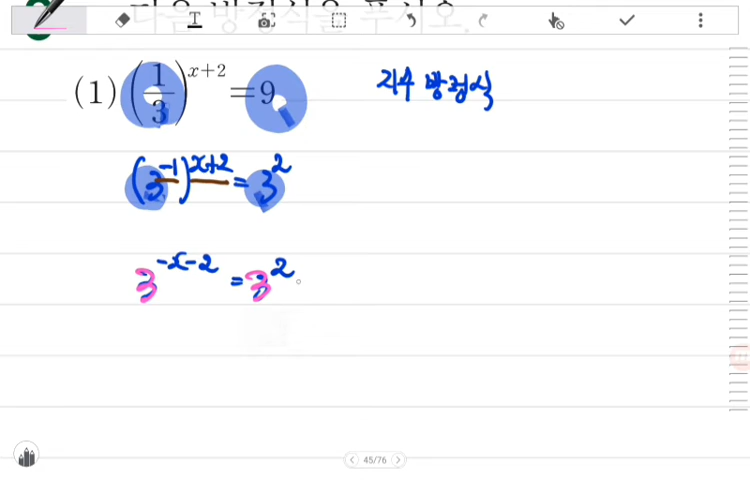 다음 방정식을 푸시오.
(1) (1/3)^{x+2} = 9
지수 방정식
(3^{-1})^{x+2} = 3^2
3^{-x-2} = 3^2
45/76